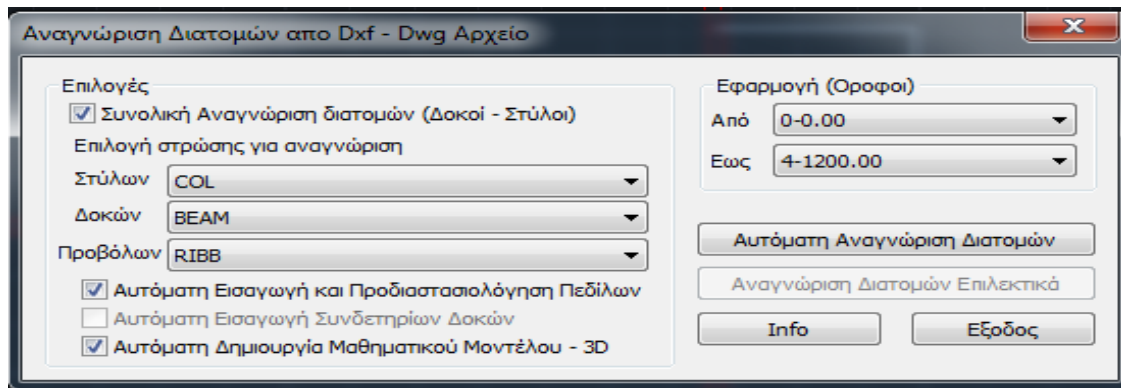 Αναγνώριση Διατομών απο Dxf - Dwg Αρχείο
Επιλογές
Συνολική Αναγνώριση διατομών (Δοκοί - Στύλοι)
Επιλογή στρώσης για αναγνώριση
Στύλων COL
Δοκών BEAM
Προβόλων RIBB
Αυτόματη Εισαγωγή και Προδιαστασιολόγηση Πεδίλων
Αυτόματη Εισαγωγή Συνδετηρίων Δοκών
Αυτόματη Δημιουργία Μαθηματικού Μοντέλου - 3D
Εφαρμογή (Οροφοι)
Από 0-0.00
Εως 4-1200.00
Αυτόματη Αναγνώριση Διατομών
Αναγνώριση Διατομών Επιλεκτικά
Info Εξοδος